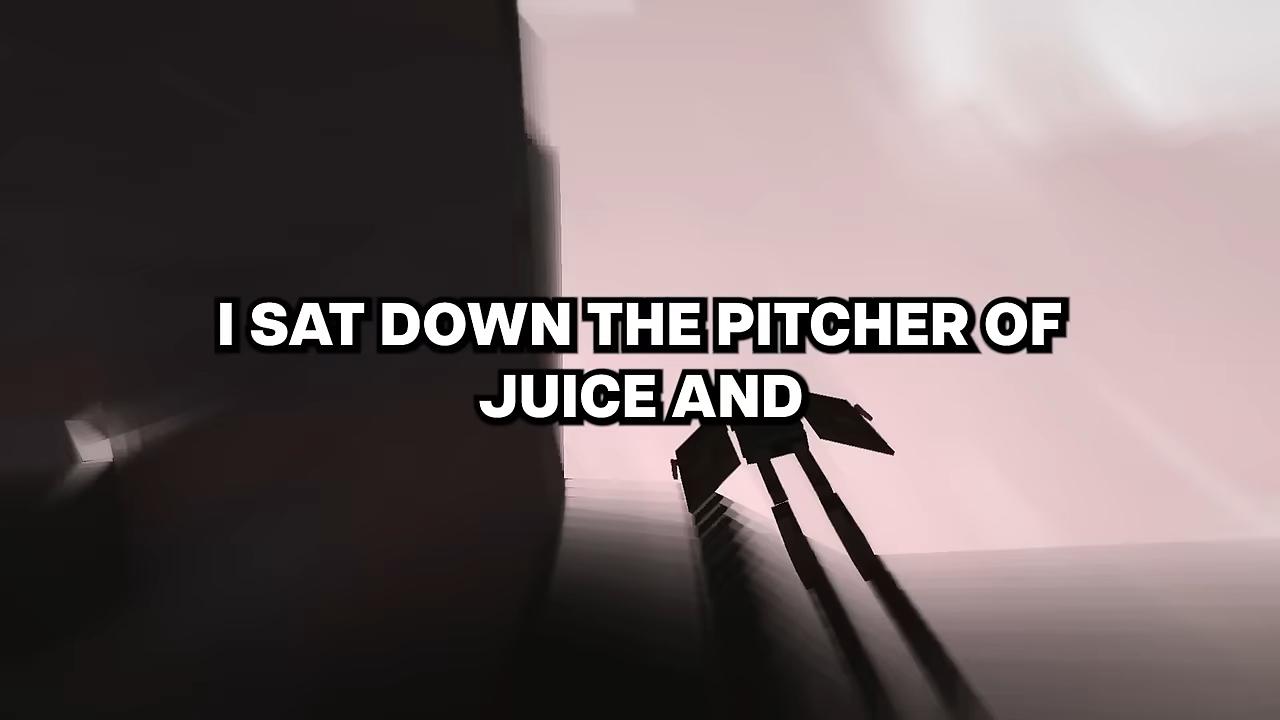 I SAT DOWN THE PITCHER OF
JUICE AND